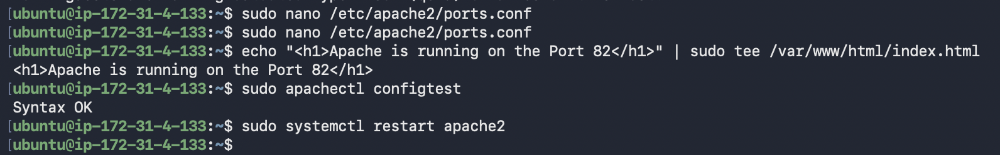 [ubuntu@ip-172-31-4-133:~$ sudo nano /etc/apache2/ports.conf
[ubuntu@ip-172-31-4-133:~$ sudo nano /etc/apache2/ports.conf
[ubuntu@ip-172-31-4-133:~$ echo "<h1>Apache is running on the Port 82</h1>" | sudo tee /var/www/html/index.html
<h1>Apache is running on the Port 82</h1>
[ubuntu@ip-172-31-4-133:~$ sudo apachectl configtest
Syntax OK
[ubuntu@ip-172-31-4-133:~$ sudo systemctl restart apache2
[ubuntu@ip-172-31-4-133:~$